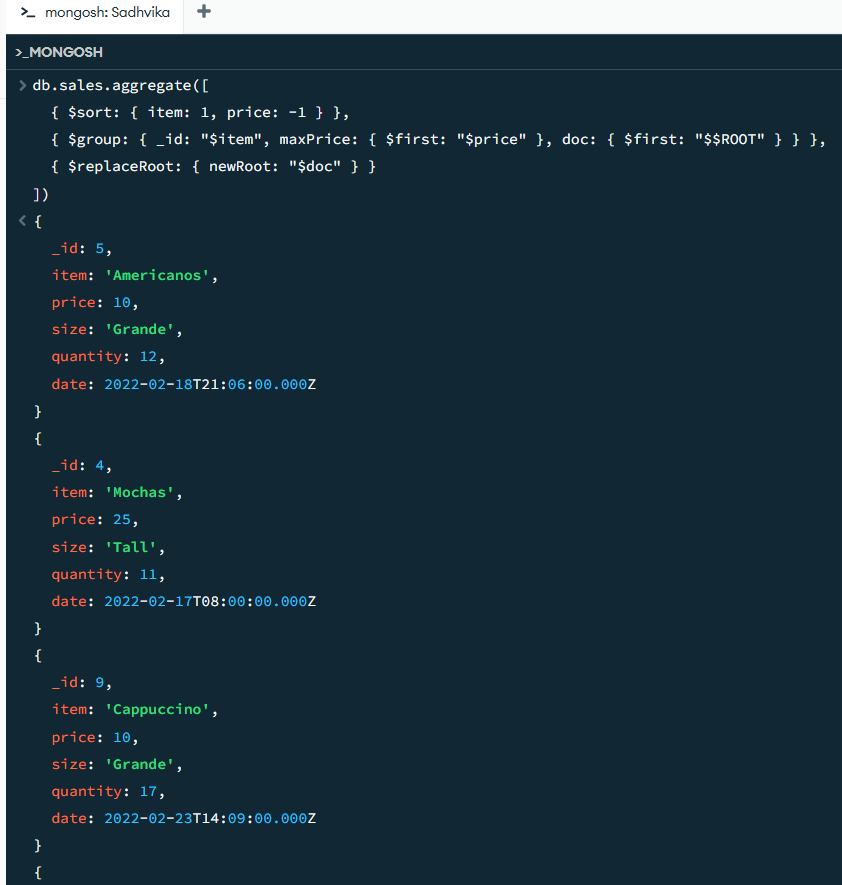 >_ mongosh: Sadhvika +
>_MONGOSH
> db.sales.aggregate([
{ $sort: { item: 1, price: -1 } },
{ $group: { _id: "$item", maxPrice: { $first: "$price" }, doc: { $first: "$$ROOT" } } },
{ $replaceRoot: { newRoot: "$doc" } }
])
< {
_id: 5,
item: 'Americanos',
price: 10,
size: 'Grande',
quantity: 12,
date: 2022-02-18T21:06:00.000Z
}
{
_id: 4,
item: 'Mochas',
price: 25,
size: 'Tall',
quantity: 11,
date: 2022-02-17T08:00:00.000Z
}
{
_id: 9,
item: 'Cappuccino',
price: 10,
size: 'Grande',
quantity: 17,
date: 2022-02-23T14:09:00.000Z
}
{